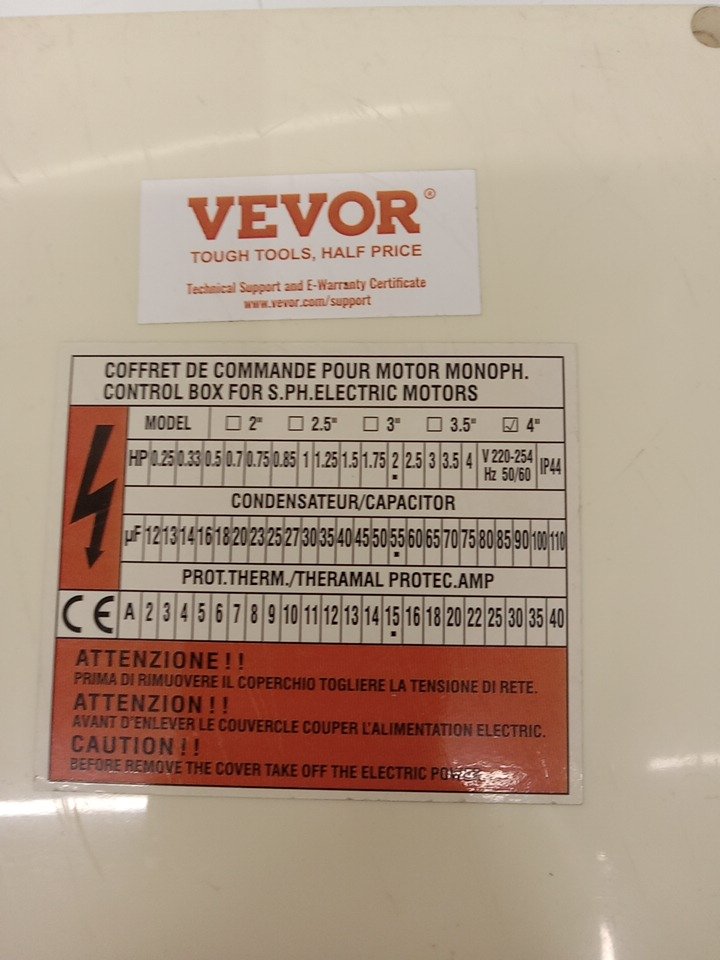 VEVOR®
TOUGH TOOLS, HALF PRICE
Technical Support and E-Warranty Certificate
www.vevor.com/support
COFFRET DE COMMANDE POUR MOTOR MONOPH.
CONTROL BOX FOR S.PH.ELECTRIC MOTORS
MODEL ☐ 2" ☐ 2.5" ☐ 3" ☐ 3.5" ☑ 4"
HP 0.25 0.33 0.5 0.7 0.75 0.85 1 1.25 1.5 1.75 2 2.5 3 3.5 4 V 220-254 Hz 50/60 IP44
CONDENSATEUR/CAPACITOR
µF 12 13 14 16 18 20 23 25 27 30 35 40 45 50 55 60 65 70 75 80 85 90 100 110
PROT.THERM./THERAMAL PROTEC.AMP
CE A 2 3 4 5 6 7 8 9 10 11 12 13 14 15 16 18 20 22 25 30 35 40
ATTENZIONE!!
PRIMA DI RIMUOVERE IL COPERCHIO TOGLIERE LA TENSIONE DI RETE.
ATTENZION!!
AVANT D'ENLEVER LE COUVERCLE COUPER L'ALIMENTATION ELECTRIC.
CAUTION!!
BEFORE REMOVE THE COVER TAKE OFF THE ELECTRIC POWER.